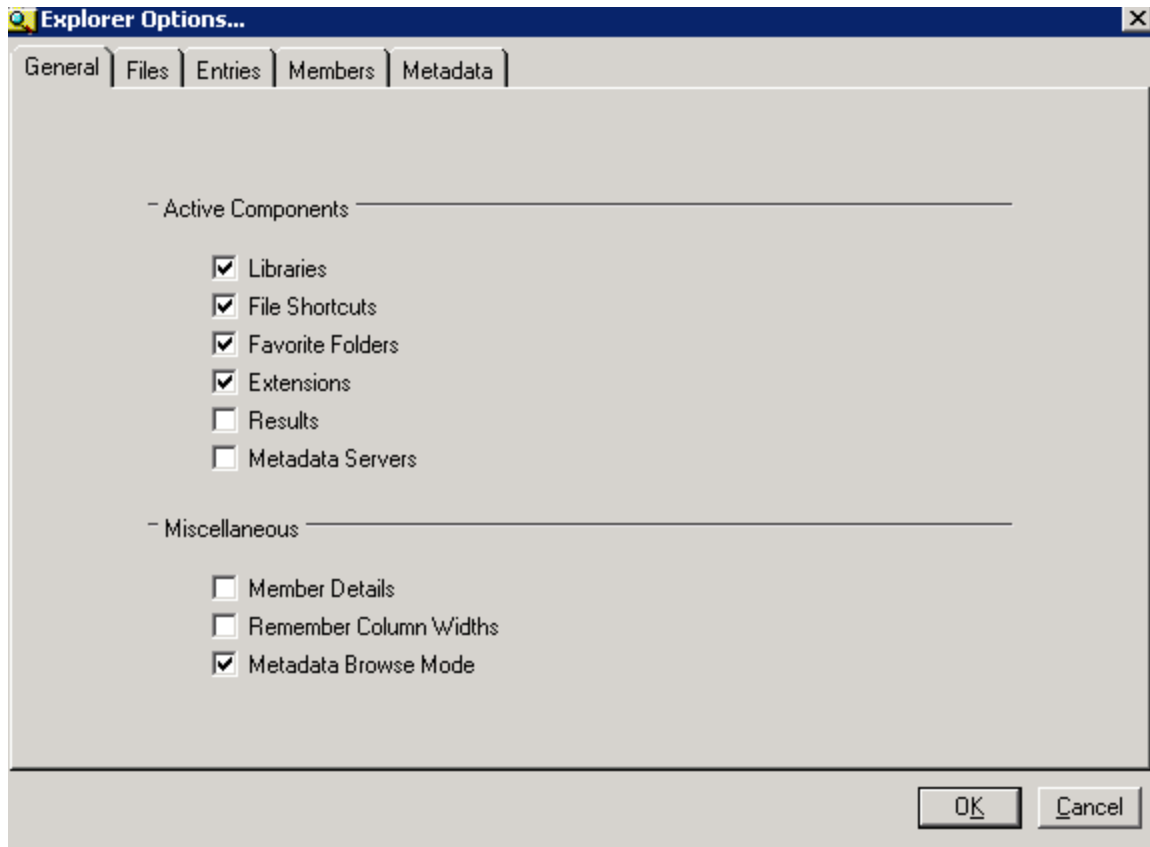 Explorer Options...
General Files Entries Members Metadata
Active Components
Libraries
File Shortcuts
Favorite Folders
Extensions
Results
Metadata Servers
Miscellaneous
Member Details
Remember Column Widths
Metadata Browse Mode
OK Cancel